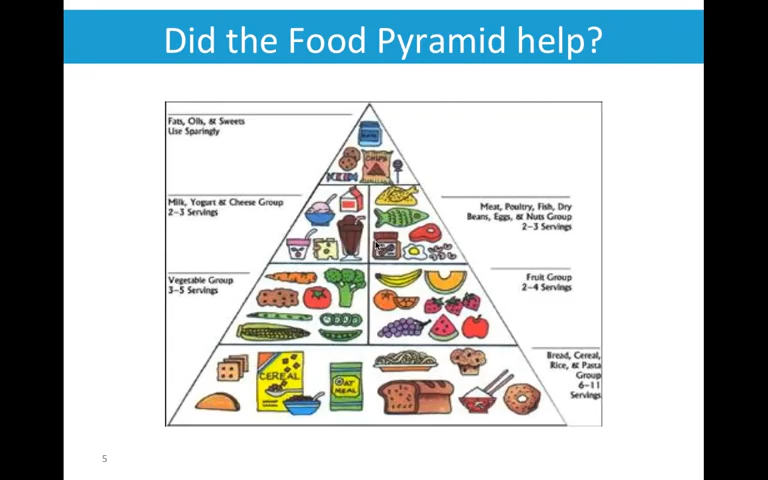 Did the Food Pyramid help?
Fats, Oils, & Sweets
Use Sparingly
CHIPS
Milk, Yogurt & Cheese Group
2-3 Servings
Meat, Poultry, Fish, Dry
Beans, Eggs, & Nuts Group
2-3 Servings
Vegetable Group
3-5 Servings
Fruit Group
2-4 Servings
Bread, Cereal,
Rice, & Pasta
Group
6-11
Servings
CEREAL
OAT
MEAL
5